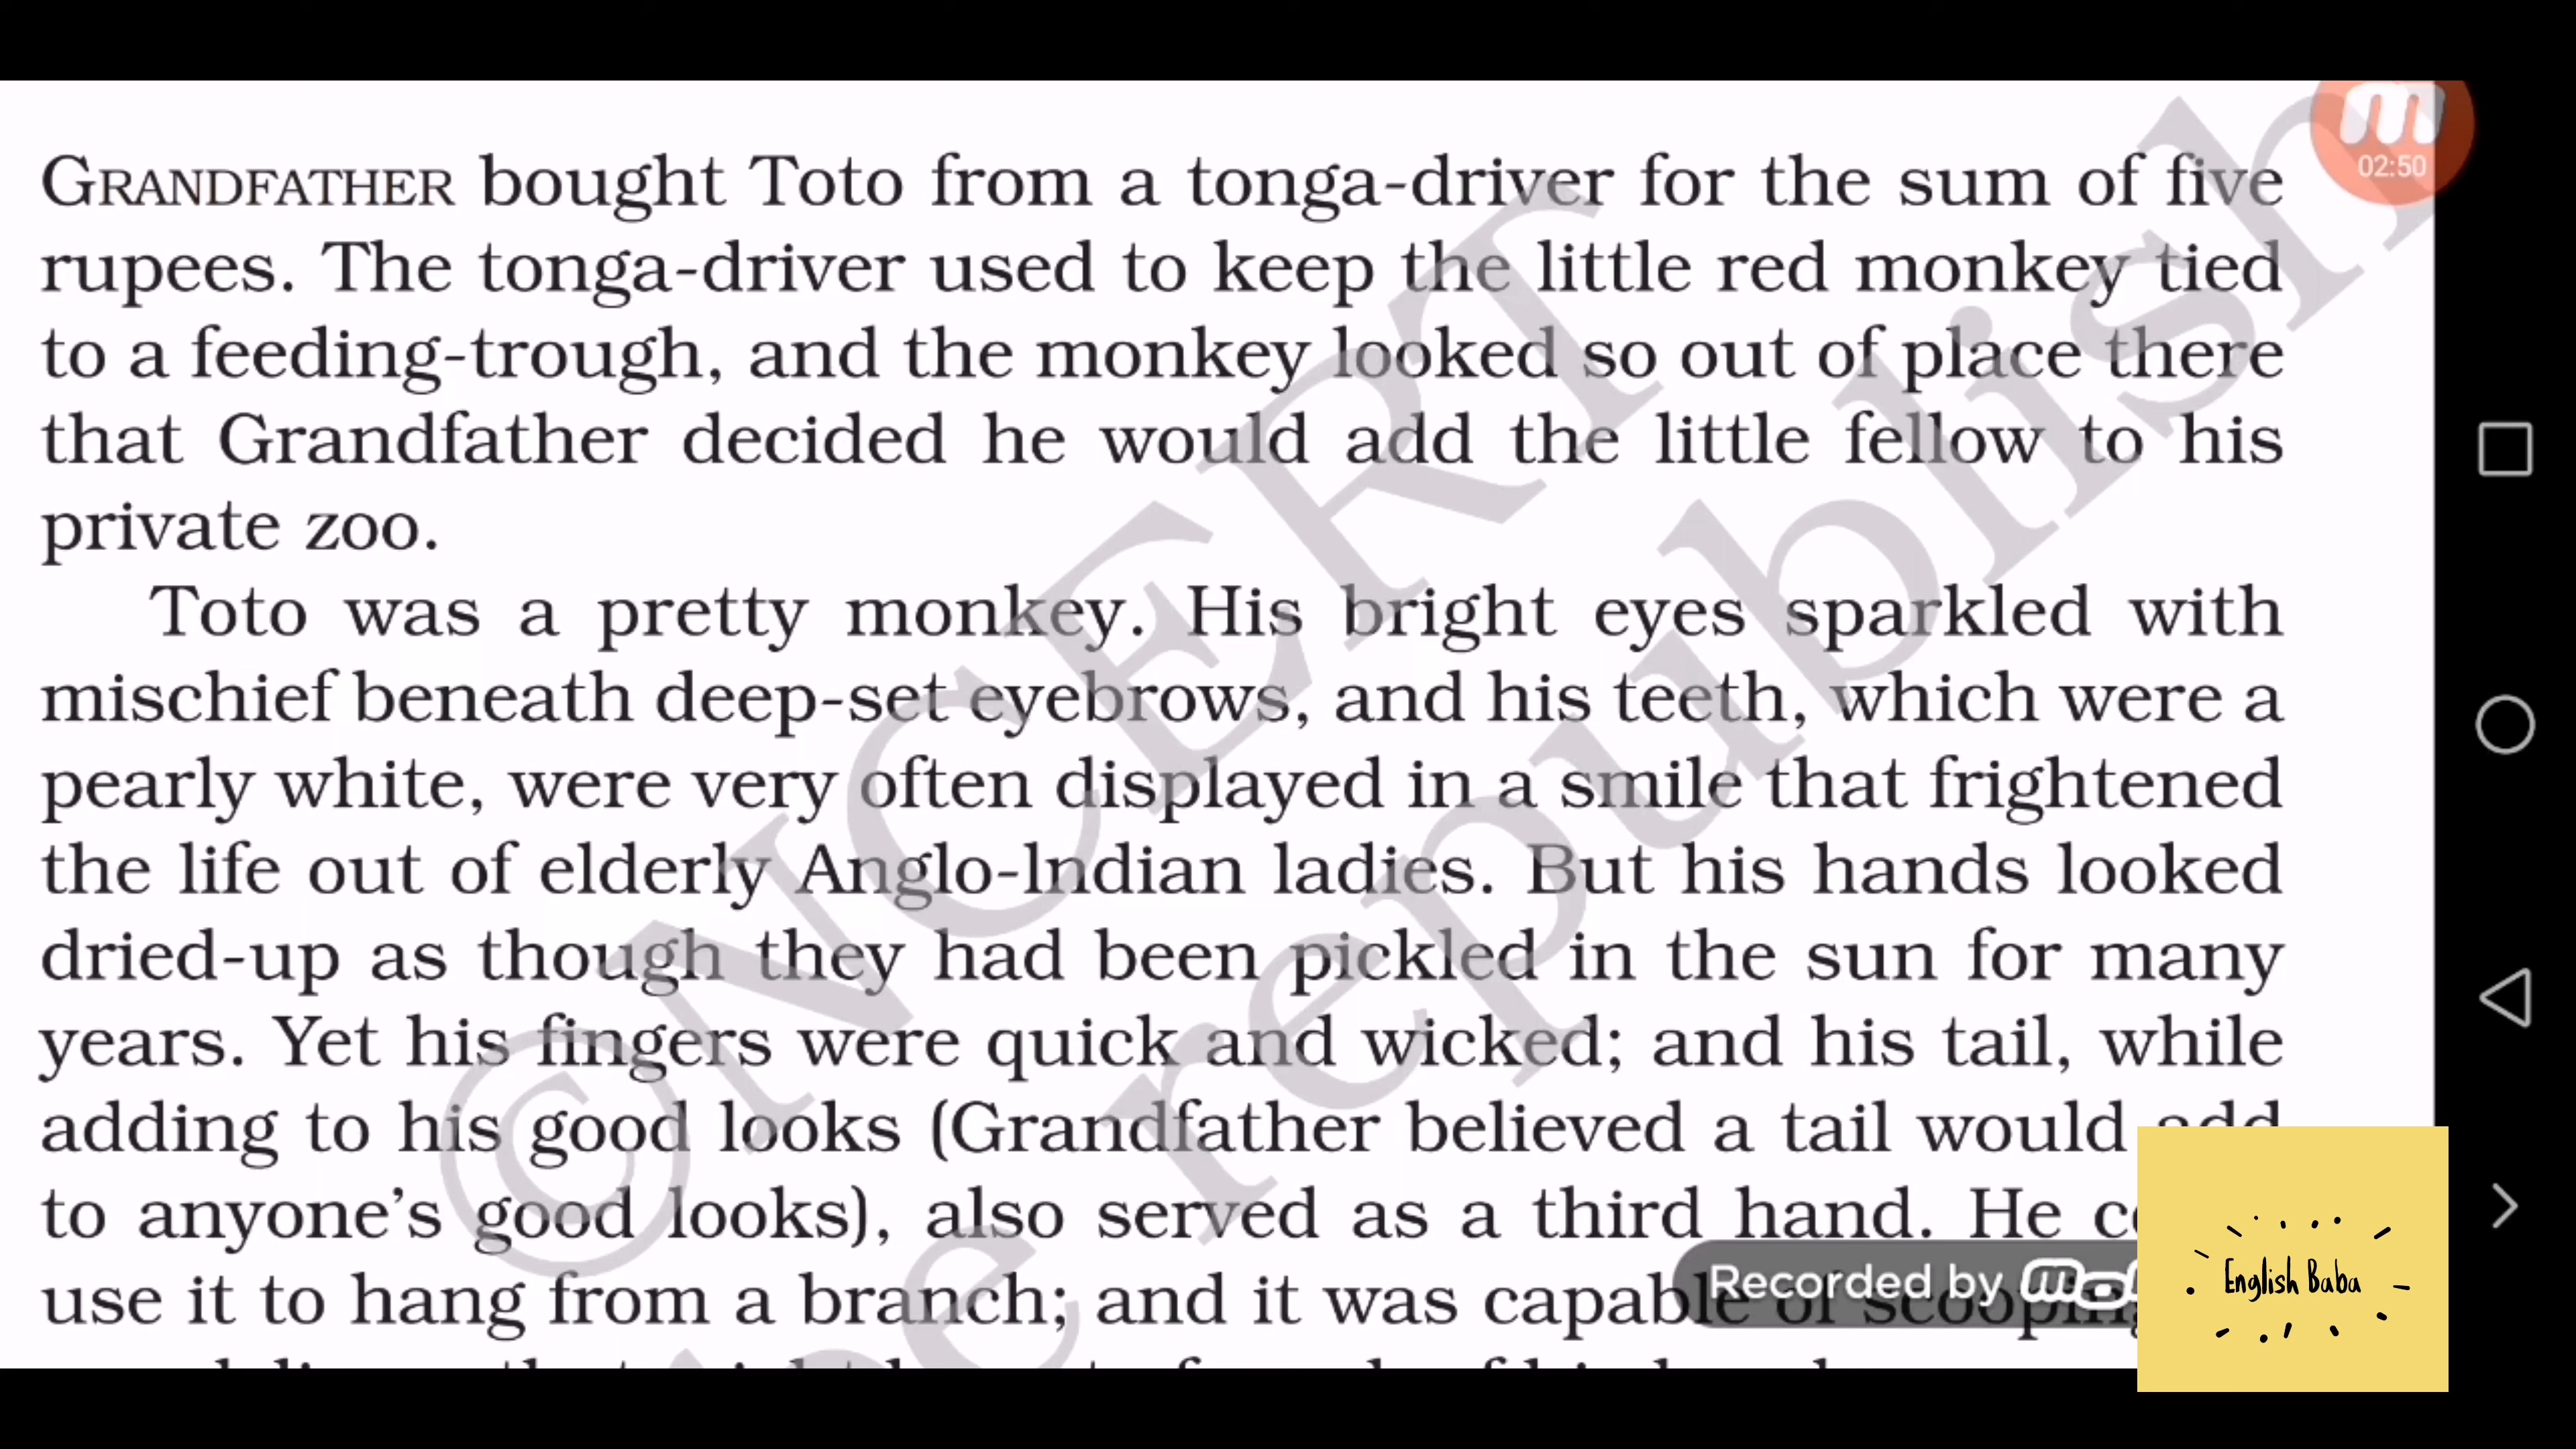 GRANDFATHER bought Toto from a tonga-driver for the sum of five
rupees. The tonga-driver used to keep the little red monkey tied
to a feeding-trough, and the monkey looked so out of place there
that Grandfather decided he would add the little fellow to his
private zoo.
Toto was a pretty monkey. His bright eyes sparkled with
mischief beneath deep-set eyebrows, and his teeth, which were a
pearly white, were very often displayed in a smile that frightened
the life out of elderly Anglo-lndian ladies. But his hands looked
dried-up as though they had been pickled in the sun for many
years. Yet his fingers were quick and wicked; and his tail, while
adding to his good looks (Grandfather believed a tail would add
to anyone’s good looks), also served as a third hand. He
use it to hang from a branch; and it was capable of scooping
©NCERT
republish
02:50
Recorded by
English Baba